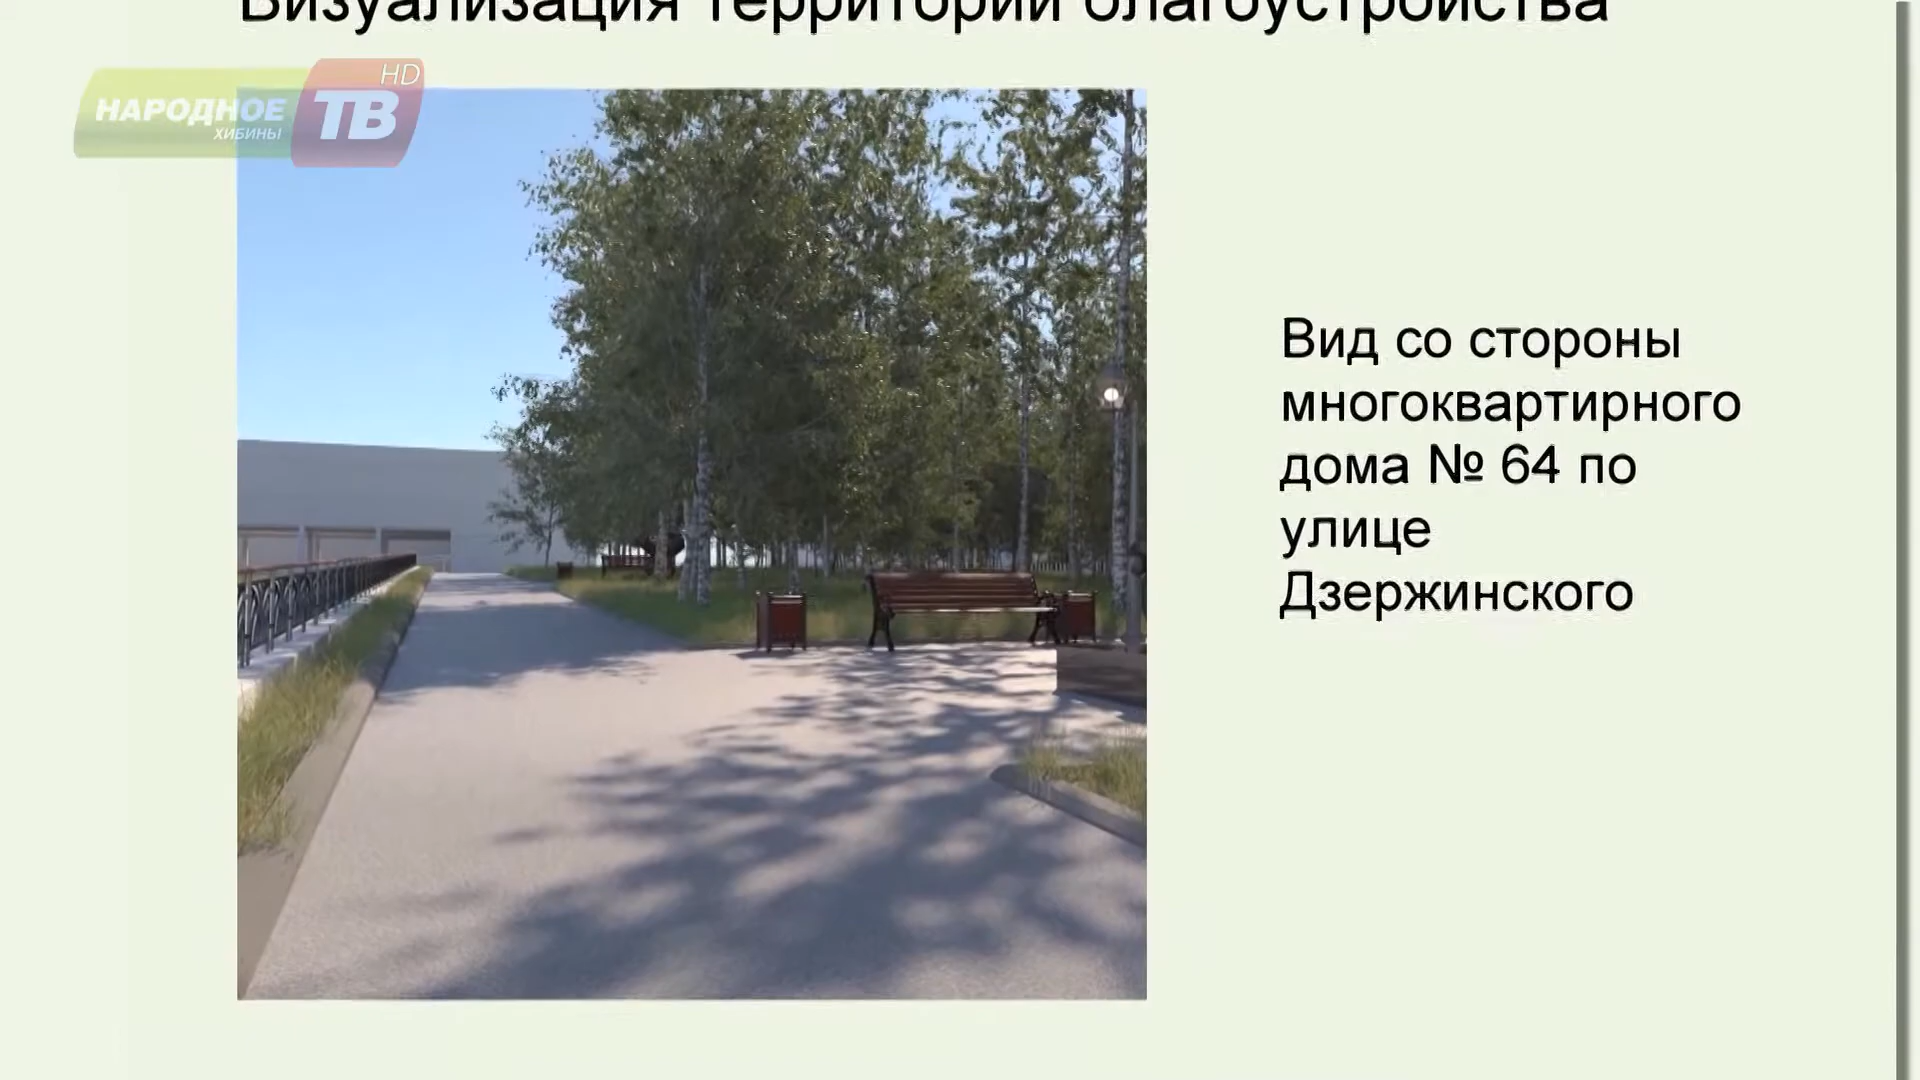 Визуализация территории благоустройства
НАРОДНОЕ
ХИБИНЫ
ТВ
HD
Вид со стороны
многоквартирного
дома № 64 по
улице
Дзержинского